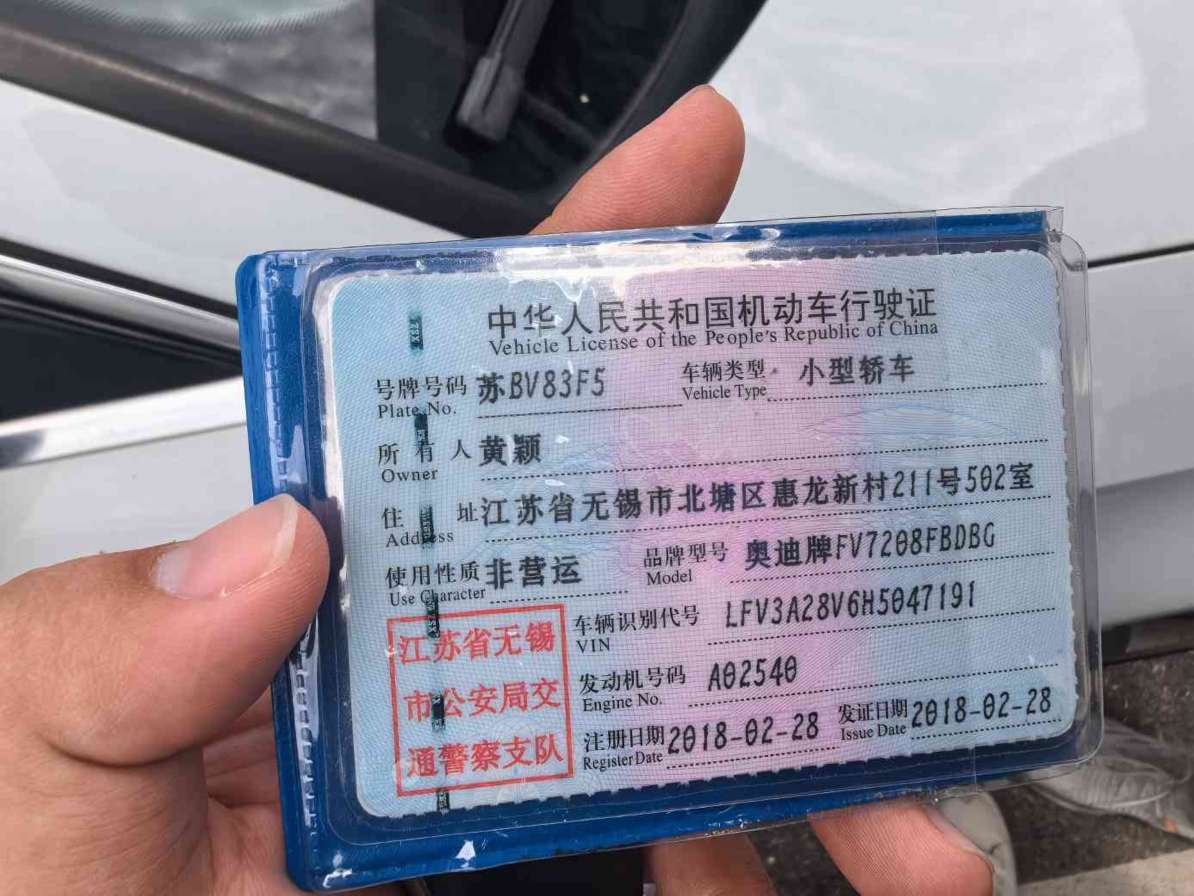 中华人民共和国机动车行驶证
Vehicle License of the People's Republic of China
号牌号码 苏BV83F5 车辆类型 小型轿车
Plate No. Vehicle Type
所有人 黄颖
Owner
住址 江苏省无锡市北塘区惠龙新村211号502室
Address
使用性质 非营运 品牌型号 奥迪牌FV7208FBDBG
Use Character Model
江苏省无锡
市公安局交
通警察支队
车辆识别代号 LFV3A28V6H5047191
VIN
发动机号码 A02540
Engine No.
注册日期 2018-02-28 发证日期 2018-02-28
Register Date Issue Date